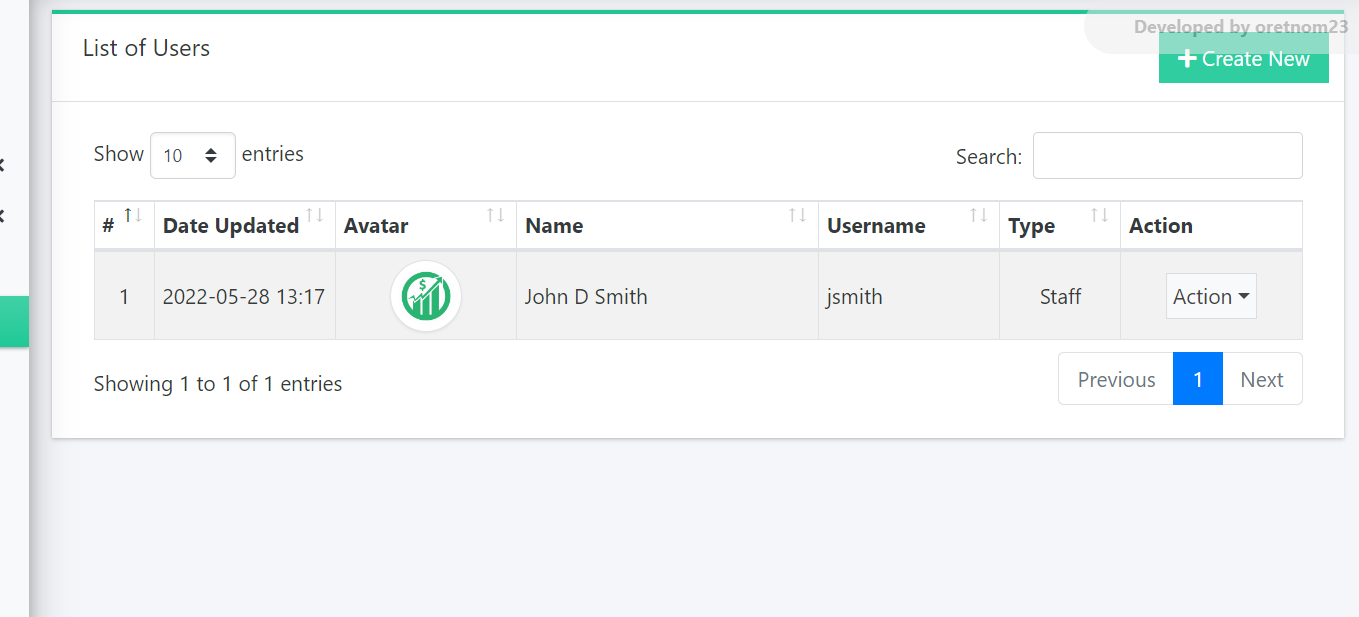 Developed by oretnom23
List of Users
Create New
Show 10 entries
Search:
# Date Updated Avatar Name Username Type Action
1 2022-05-28 13:17 $ John D Smith jsmith Staff Action
Showing 1 to 1 of 1 entries
Previous 1 Next